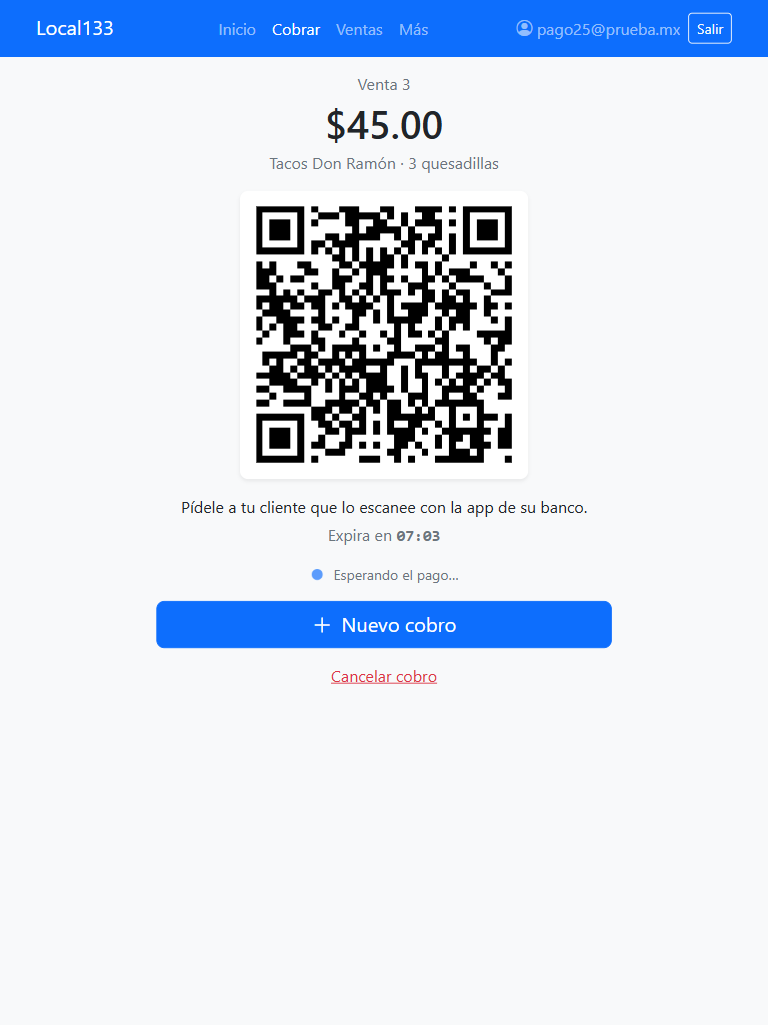 Local133
Inicio Cobrar Ventas Más
pago25@prueba.mx Salir
Venta 3
$45.00
Tacos Don Ramón · 3 quesadillas
Pídele a tu cliente que lo escanee con la app de su banco.
Expira en 07:03
Esperando el pago...
Nuevo cobro
Cancelar cobro